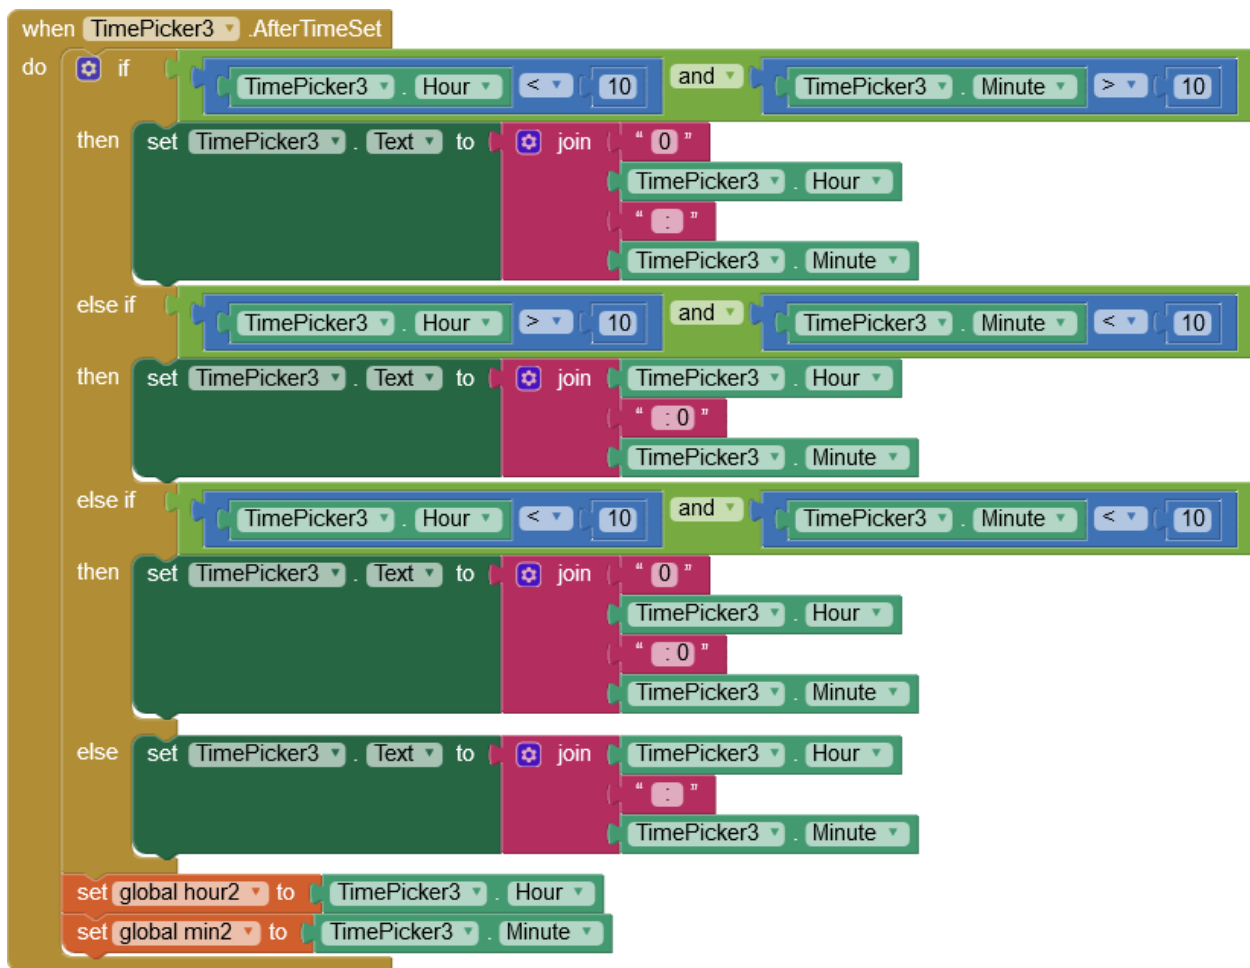 when TimePicker3 .AfterTimeSet
do if TimePicker3 . Hour < 10 and TimePicker3 . Minute > 10
then set TimePicker3 . Text to join " 0 "
TimePicker3 . Hour
" : "
TimePicker3 . Minute
else if TimePicker3 . Hour > 10 and TimePicker3 . Minute < 10
then set TimePicker3 . Text to join TimePicker3 . Hour
" : 0 "
TimePicker3 . Minute
else if TimePicker3 . Hour < 10 and TimePicker3 . Minute < 10
then set TimePicker3 . Text to join " 0 "
TimePicker3 . Hour
" : 0 "
TimePicker3 . Minute
else set TimePicker3 . Text to join TimePicker3 . Hour
" : "
TimePicker3 . Minute
set global hour2 to TimePicker3 . Hour
set global min2 to TimePicker3 . Minute